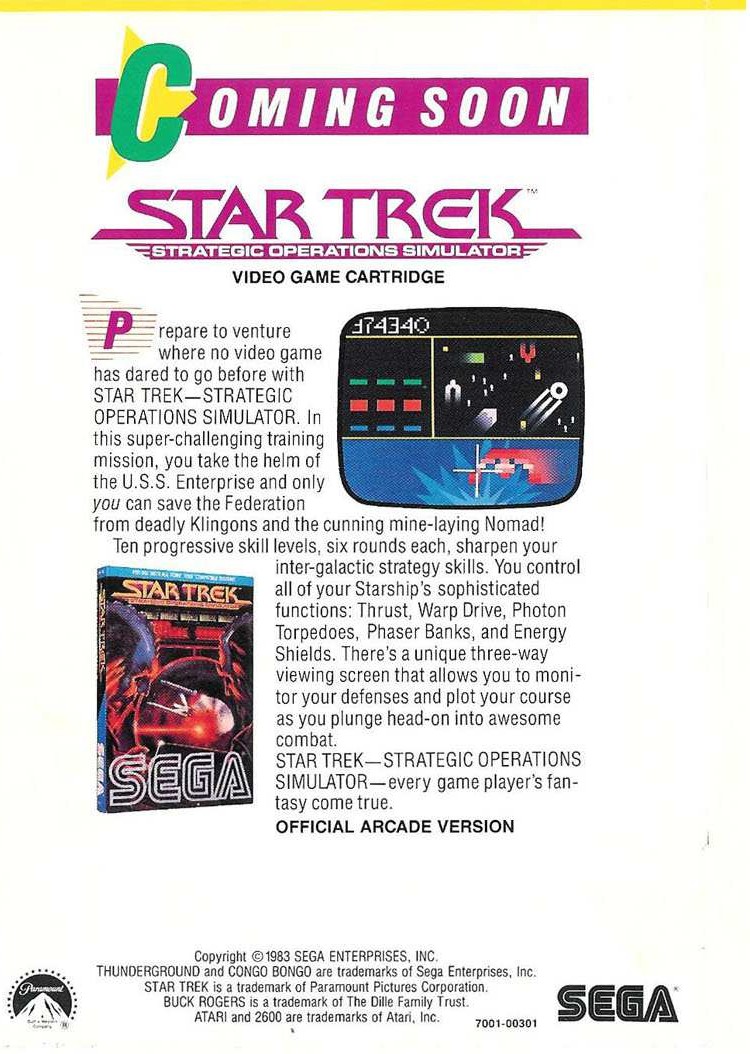 COMING SOON
STAR TREK™
STRATEGIC OPERATIONS SIMULATOR
VIDEO GAME CARTRIDGE
374340
Prepare to venture
where no video game
has dared to go before with
STAR TREK—STRATEGIC
OPERATIONS SIMULATOR. In
this super-challenging training
mission, you take the helm of
the U.S.S. Enterprise and only
you can save the Federation
from deadly Klingons and the cunning mine-laying Nomad!
Ten progressive skill levels, six rounds each, sharpen your
inter-galactic strategy skills. You control
all of your Starship's sophisticated
functions: Thrust, Warp Drive, Photon
Torpedoes, Phaser Banks, and Energy
Shields. There's a unique three-way
viewing screen that allows you to moni-
tor your defenses and plot your course
as you plunge head-on into awesome
combat.
STAR TREK—STRATEGIC OPERATIONS
SIMULATOR—every game player's fan-
tasy come true.
OFFICIAL ARCADE VERSION
STAR TREK
STRATEGIC OPERATIONS SIMULATOR
STAR TREK
SEGA
SEGA
Copyright ©1983 SEGA ENTERPRISES, INC.
THUNDERGROUND and CONGO BONGO are trademarks of Sega Enterprises, Inc.
STAR TREK is a trademark of Paramount Pictures Corporation.
BUCK ROGERS is a trademark of The Dille Family Trust.
ATARI and 2600 are trademarks of Atari, Inc.
7001-00301
Paramount
Gulf + Western
Company
®
SEGA®